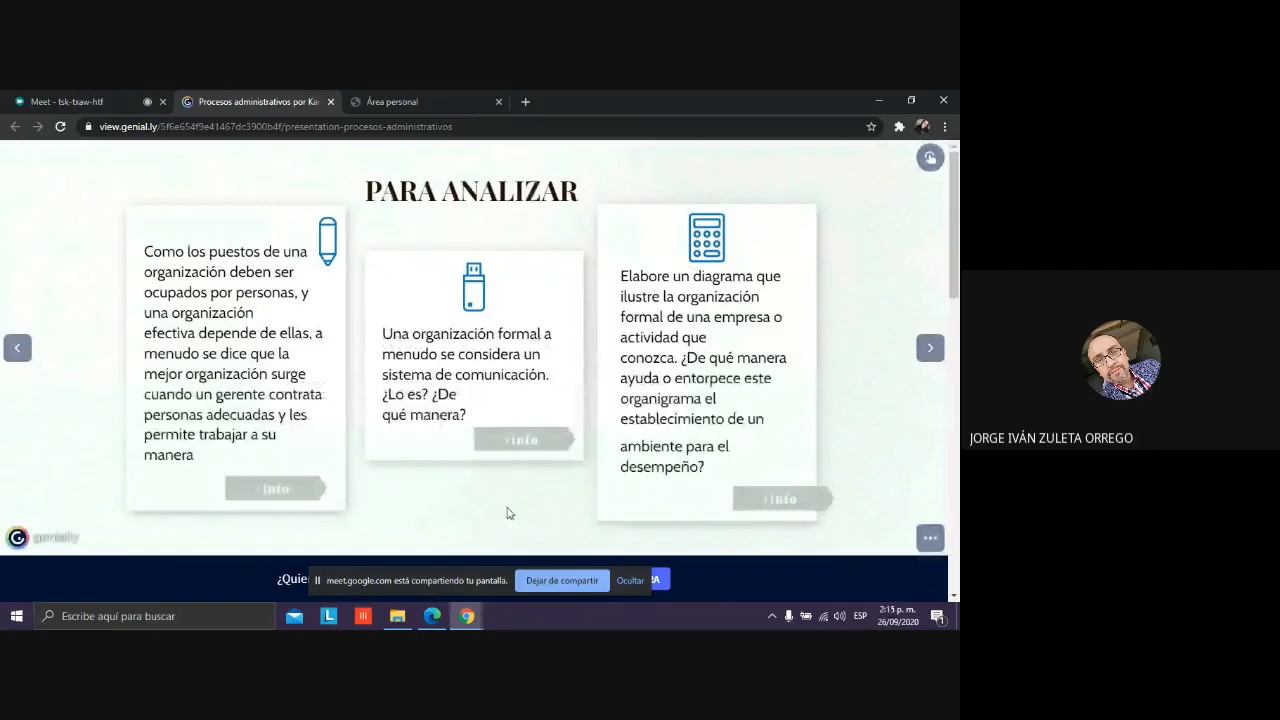 Meet - tsk-txaw-htf
Procesos administrativos por Kar
Área personal
view.genial.ly/5f6e654f9e41467dc3900b4f/presentation-procesos-administrativos
PARA ANALIZAR
Como los puestos de una
organización deben ser
ocupados por personas, y
una organización
efectiva depende de ellas, a
menudo se dice que la
mejor organización surge
cuando un gerente contrata
personas adecuadas y les
permite trabajar a su
manera
+info
Una organización formal a
menudo se considera un
sistema de comunicación.
¿Lo es? ¿De
qué manera?
+info
Elabore un diagrama que
ilustre la organización
formal de una empresa o
actividad que
conozca. ¿De qué manera
ayuda o entorpece este
organigrama el
establecimiento de un
ambiente para el
desempeño?
+info
genially
JORGE IVÁN ZULETA ORREGO
¿Quie
meet.google.com está compartiendo tu pantalla.
Dejar de compartir
Ocultar
RA
Escribe aquí para buscar
ESP
2:15 p. m.
26/09/2020